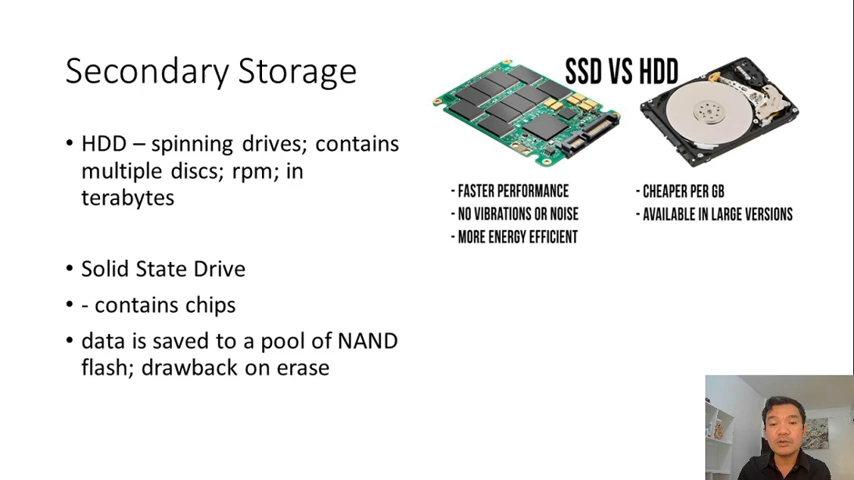 Secondary Storage
• HDD – spinning drives; contains
multiple discs; rpm; in
terabytes
• Solid State Drive
• - contains chips
• data is saved to a pool of NAND
flash; drawback on erase
SSD VS HDD
- FASTER PERFORMANCE
- NO VIBRATIONS OR NOISE
- MORE ENERGY EFFICIENT
- CHEAPER PER GB
- AVAILABLE IN LARGE VERSIONS